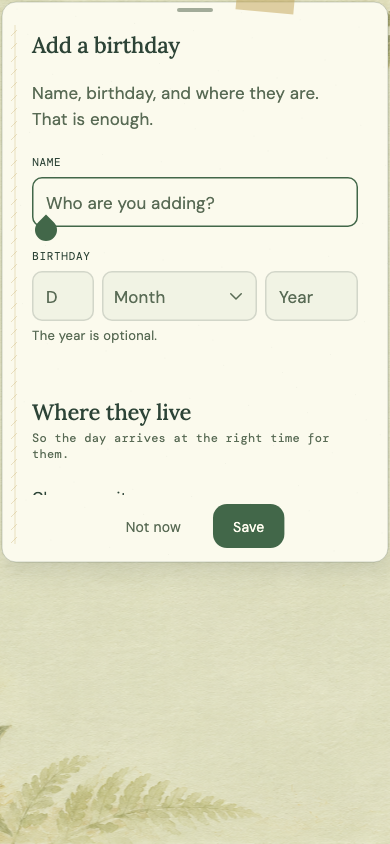 Add a birthday
Name, birthday, and where they are.
That is enough.
NAME
Who are you adding?
BIRTHDAY
D
Month
Year
The year is optional.
Where they live
So the day arrives at the right time for
them.
Not now
Save